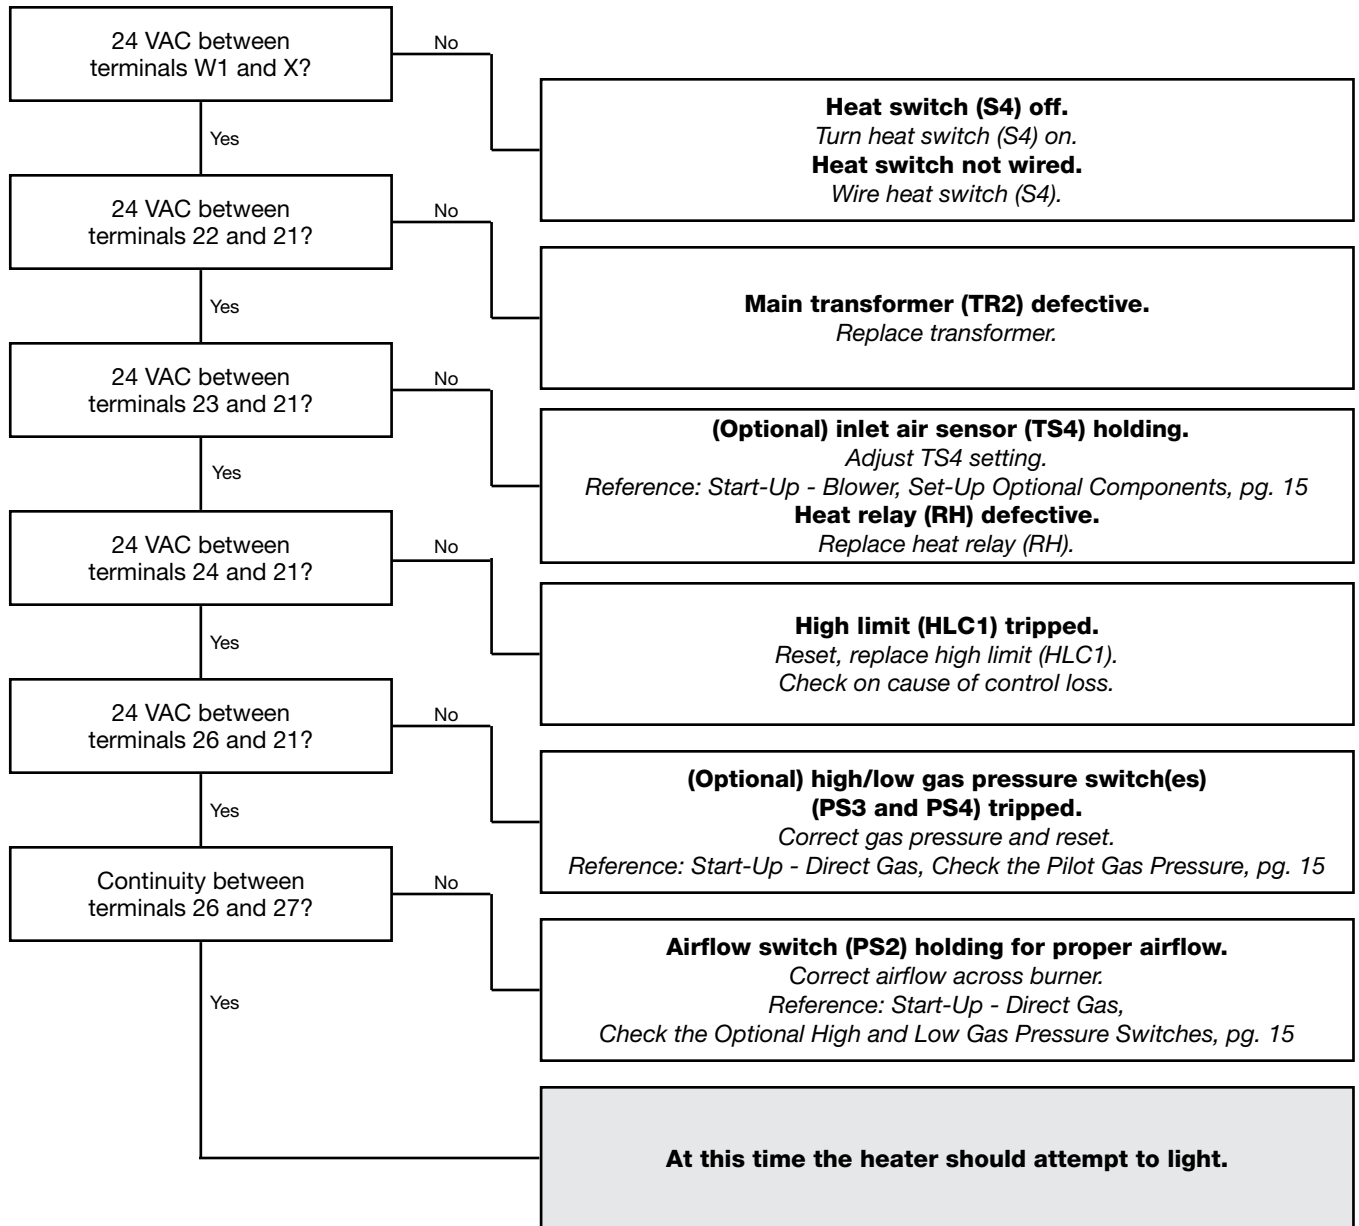 24 VAC between
terminals W1 and X?
No
Yes
Heat switch (S4) off.
Turn heat switch (S4) on.
Heat switch not wired.
Wire heat switch (S4).
24 VAC between
terminals 22 and 21?
No
Yes
Main transformer (TR2) defective.
Replace transformer.
24 VAC between
terminals 23 and 21?
No
Yes
(Optional) inlet air sensor (TS4) holding.
Adjust TS4 setting.
Reference: Start-Up - Blower, Set-Up Optional Components, pg. 15
Heat relay (RH) defective.
Replace heat relay (RH).
24 VAC between
terminals 24 and 21?
No
Yes
High limit (HLC1) tripped.
Reset, replace high limit (HLC1).
Check on cause of control loss.
24 VAC between
terminals 26 and 21?
No
Yes
(Optional) high/low gas pressure switch(es)
(PS3 and PS4) tripped.
Correct gas pressure and reset.
Reference: Start-Up - Direct Gas, Check the Pilot Gas Pressure, pg. 15
Continuity between
terminals 26 and 27?
No
Yes
Airflow switch (PS2) holding for proper airflow.
Correct airflow across burner.
Reference: Start-Up - Direct Gas,
Check the Optional High and Low Gas Pressure Switches, pg. 15
At this time the heater should attempt to light.